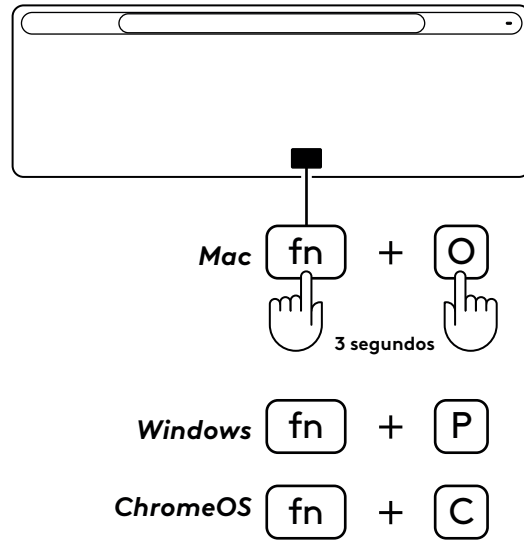 Mac fn + O
3 segundos
Windows fn + P
ChromeOS fn + C